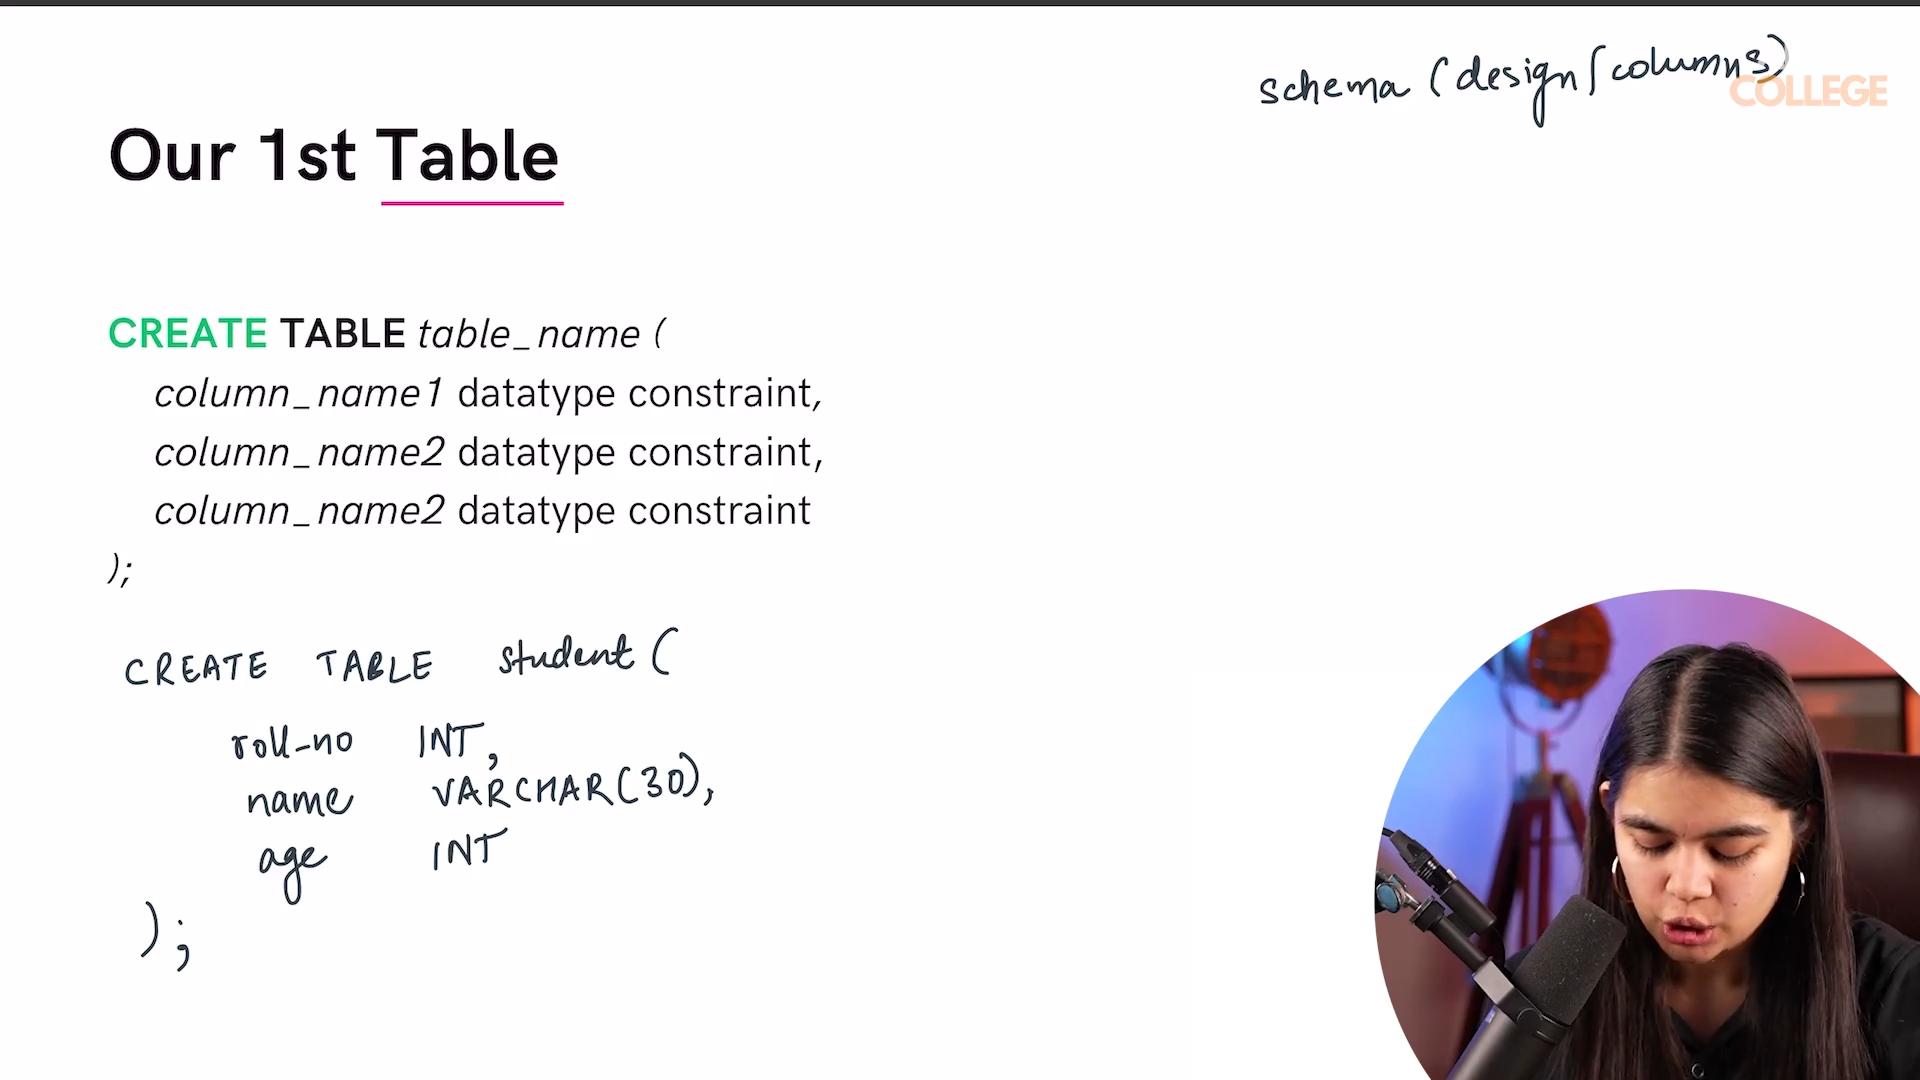 schema (design/columns)
COLLEGE
Our 1st Table
CREATE TABLE table_name (
column_name1 datatype constraint,
column_name2 datatype constraint,
column_name2 datatype constraint
);
CREATE TABLE student (
roll-no INT,
name VARCHAR(30),
age INT
);